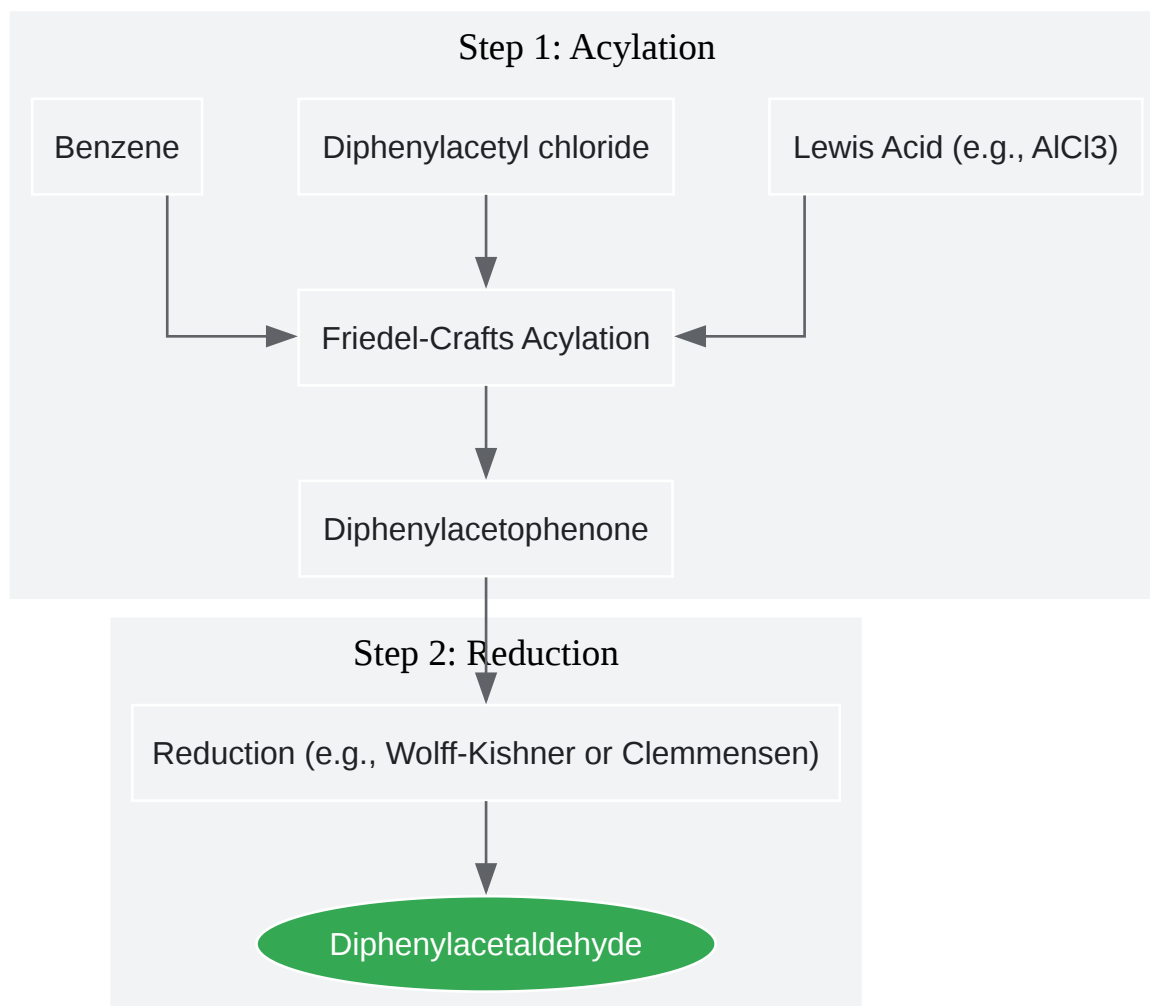 Step 1: Acylation
Benzene
Diphenylacetyl chloride
Lewis Acid (e.g., AlCl3)
Friedel-Crafts Acylation
Diphenylacetophenone
Step 2: Reduction
Reduction (e.g., Wolff-Kishner or Clemmensen)
Diphenylacetaldehyde